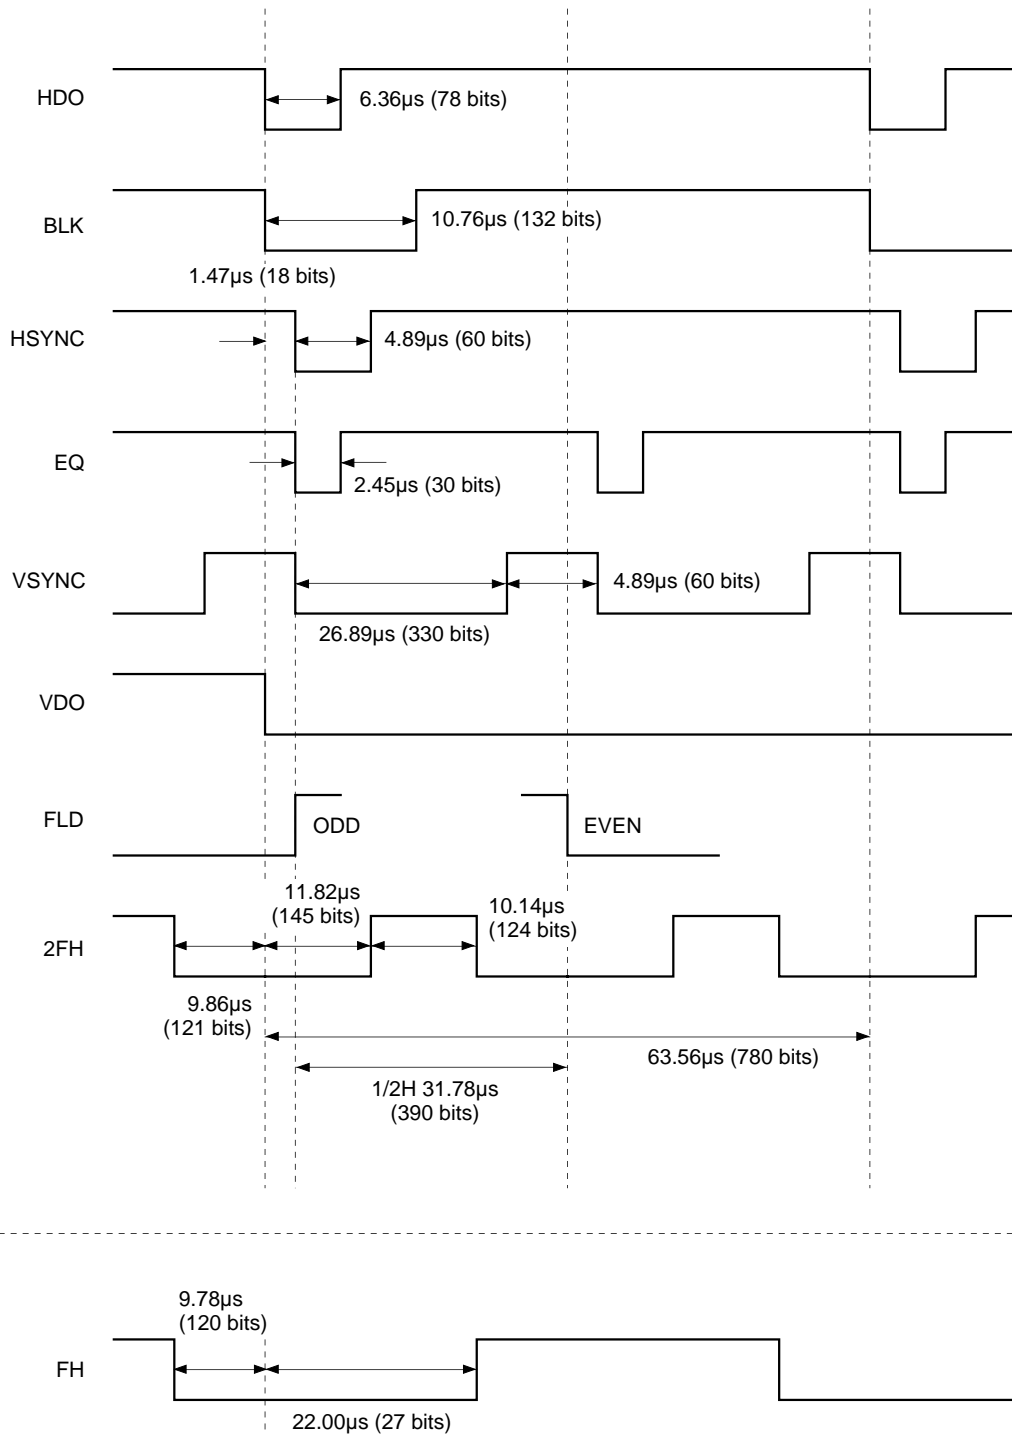 HDO
6.36µs (78 bits)
BLK
10.76µs (132 bits)
1.47µs (18 bits)
HSYNC
4.89µs (60 bits)
EQ
2.45µs (30 bits)
VSYNC
4.89µs (60 bits)
26.89µs (330 bits)
VDO
FLD
ODD
EVEN
11.82µs
(145 bits)
10.14µs
(124 bits)
2FH
9.86µs
(121 bits)
63.56µs (780 bits)
1/2H 31.78µs
(390 bits)
9.78µs
(120 bits)
FH
22.00µs (27 bits)